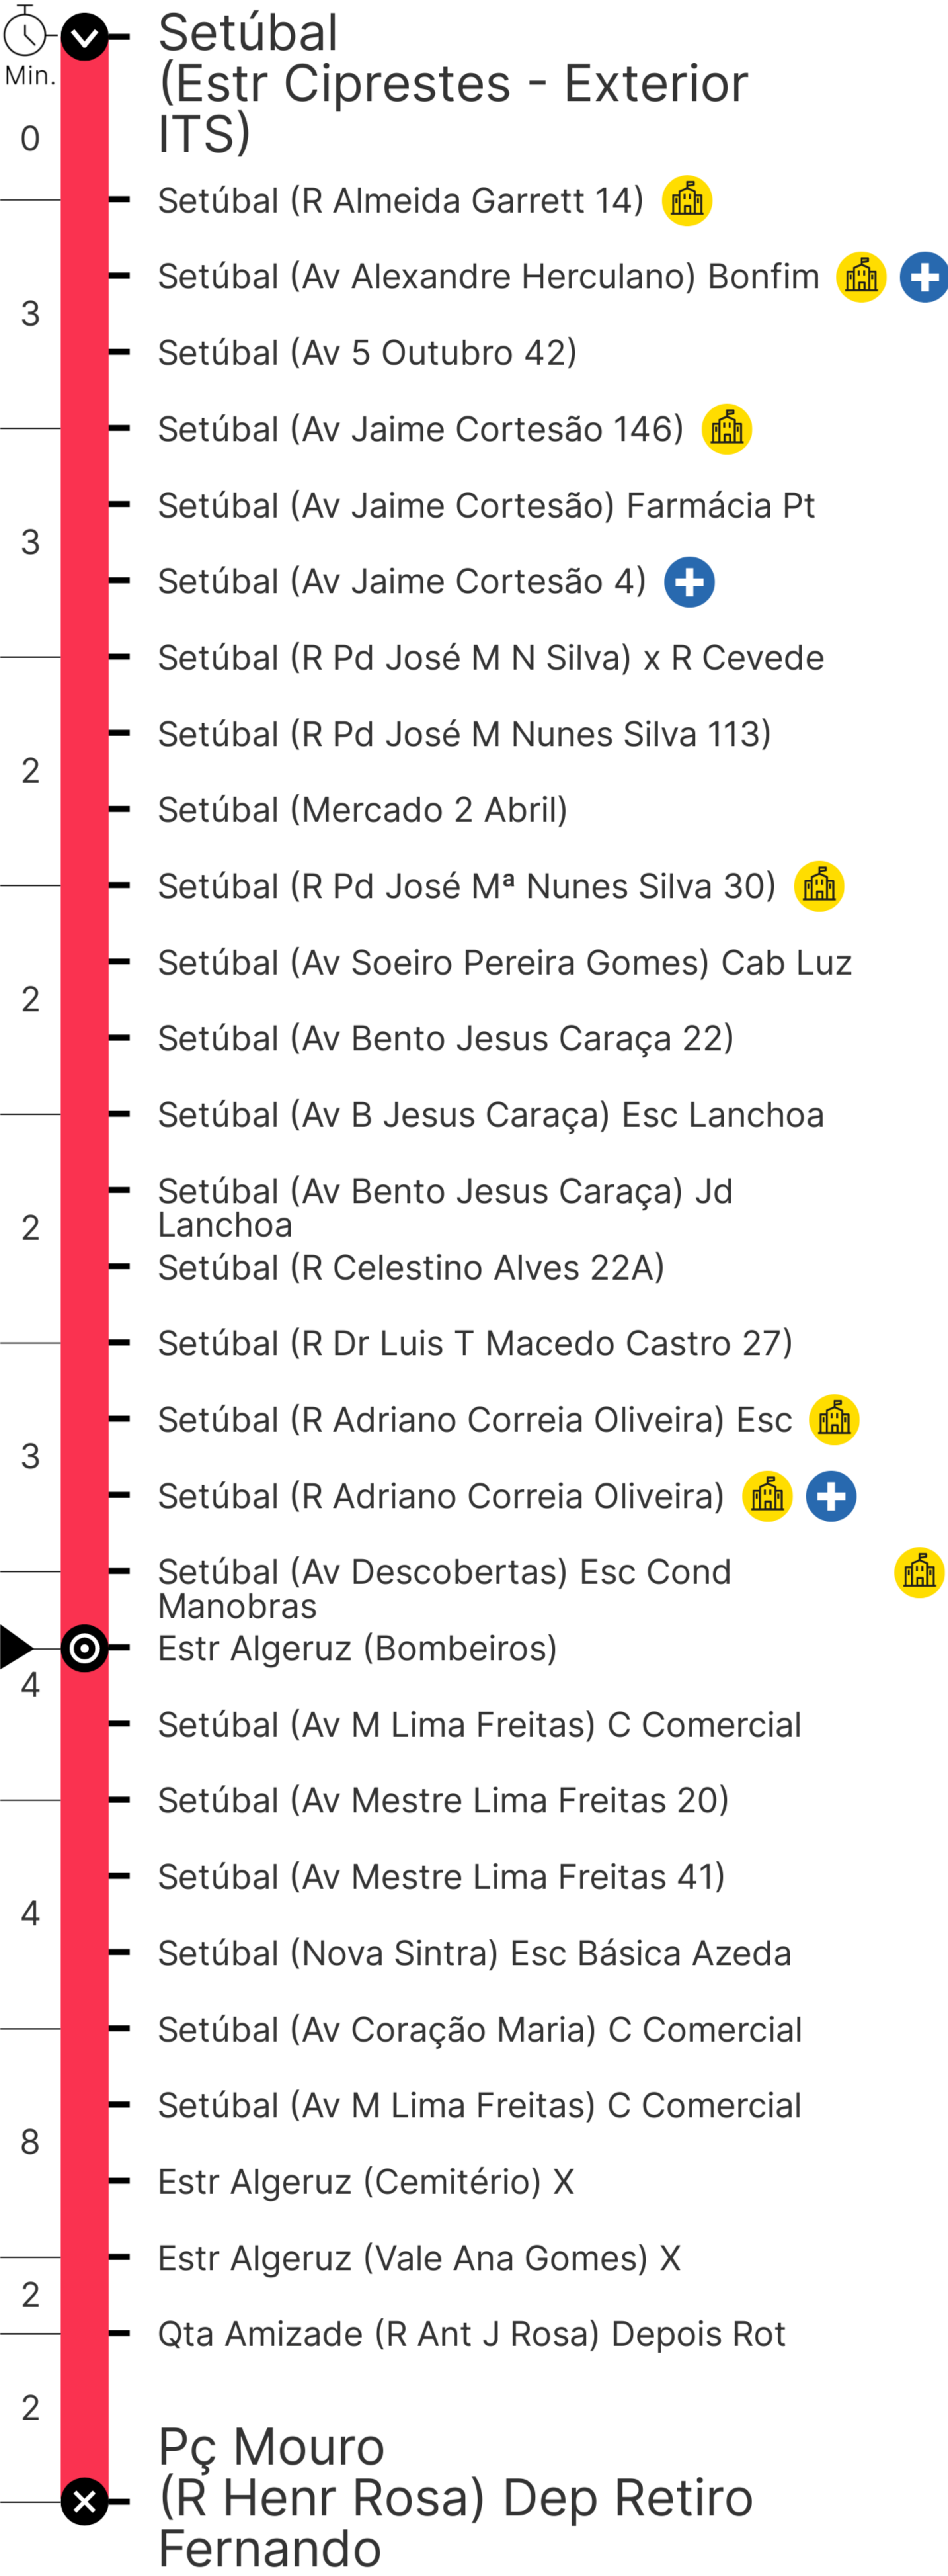 Min.
Setúbal
(Estr Ciprestes - Exterior
ITS)
0
Setúbal (R Almeida Garrett 14)
Setúbal (Av Alexandre Herculano) Bonfim
3
Setúbal (Av 5 Outubro 42)
Setúbal (Av Jaime Cortesão 146)
Setúbal (Av Jaime Cortesão) Farmácia Pt
3
Setúbal (Av Jaime Cortesão 4)
Setúbal (R Pd José M N Silva) x R Cevede
Setúbal (R Pd José M Nunes Silva 113)
2
Setúbal (Mercado 2 Abril)
Setúbal (R Pd José Mª Nunes Silva 30)
Setúbal (Av Soeiro Pereira Gomes) Cab Luz
2
Setúbal (Av Bento Jesus Caraça 22)
Setúbal (Av B Jesus Caraça) Esc Lanchoa
Setúbal (Av Bento Jesus Caraça) Jd
Lanchoa
2
Setúbal (R Celestino Alves 22A)
Setúbal (R Dr Luis T Macedo Castro 27)
Setúbal (R Adriano Correia Oliveira) Esc
3
Setúbal (R Adriano Correia Oliveira)
Setúbal (Av Descobertas) Esc Cond
Manobras
Estr Algeruz (Bombeiros)
4
Setúbal (Av M Lima Freitas) C Comercial
Setúbal (Av Mestre Lima Freitas 20)
Setúbal (Av Mestre Lima Freitas 41)
4
Setúbal (Nova Sintra) Esc Básica Azeda
Setúbal (Av Coração Maria) C Comercial
Setúbal (Av M Lima Freitas) C Comercial
8
Estr Algeruz (Cemitério) X
Estr Algeruz (Vale Ana Gomes) X
2
Qta Amizade (R Ant J Rosa) Depois Rot
2
Pç Mouro
(R Henr Rosa) Dep Retiro
Fernando